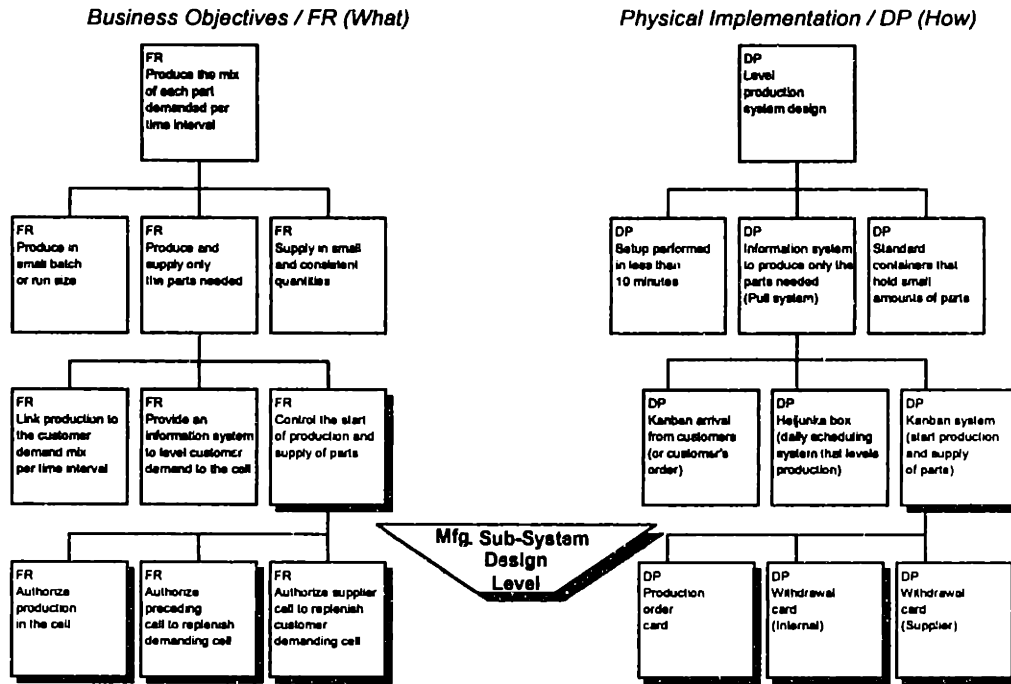 Business Objectives / FR (What)
Physical Implementation / DP (How)
FR
Produce the mix
of each part
demanded per
time interval
DP
Level
production
system design
FR
Produce in
small batch
or run size
FR
Produce and
supply only
the parts needed
FR
Supply in small
and consistent
quantities
DP
Setup performed
in less than
10 minutes
DP
Information system
to produce only the
parts needed
(Pull system)
DP
Standard
containers that
hold small
amounts of parts
FR
Link production to
the customer
demand mix
per time interval
FR
Provide an
information system
to level customer
demand to the cell
FR
Control the start
of production and
supply of parts
DP
Kanban arrival
from customers
(or customer's
order)
DP
Heijunka box
(daily scheduling
system that levels
production)
DP
Kanban system
(start production
and supply
of parts)
Mfg. Sub-System
Design
Level
FR
Authorize
production
in the cell
FR
Authorize
preceding
call to replenish
demanding cell
FR
Authorize supplier
call to replenish
customer
demanding cell
DP
Production
order
card
DP
Withdrawal
card
(Internal)
DP
Withdrawal
card
(Supplier)